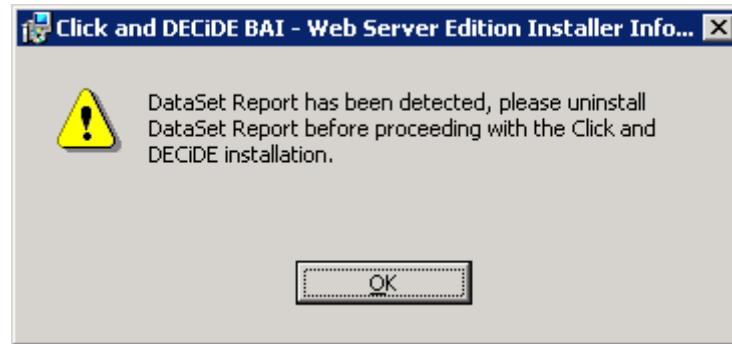 Click and DECiDE BAI - Web Server Edition Installer Info...
DataSet Report has been detected, please uninstall
DataSet Report before proceeding with the Click and
DECiDE installation.
OK